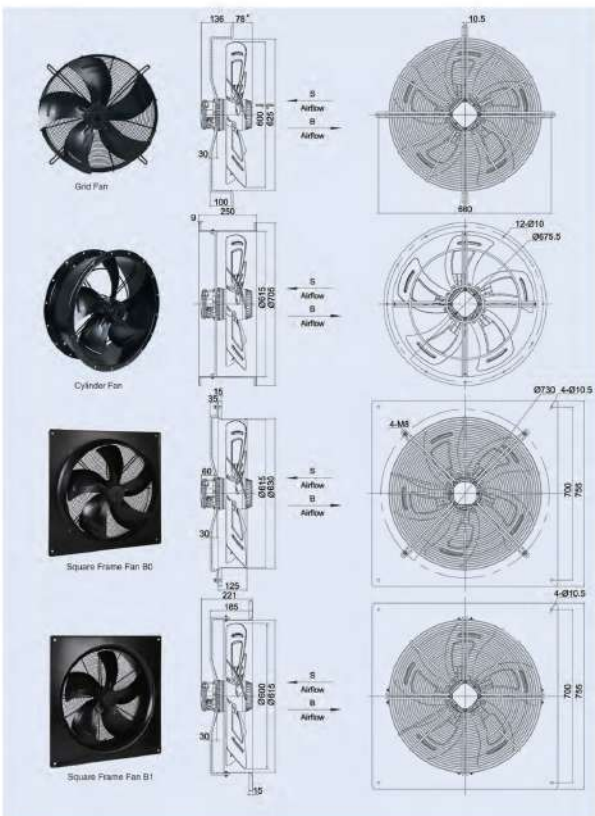 136 78*
10.5
S
Airflow
B
Airflow
600
625
30
Grid Fan
100
250
660
9
12-Ø10
Ø675.5
S
Airflow
B
Airflow
Ø615
Ø705
Cylinder Fan
15
35
Ø730 4-Ø10.5
4-M8
60
S
Airflow
B
Airflow
Ø615
Ø630
700
755
30
Square Frame Fan B0
125
221
165
4-Ø10.5
S
Airflow
B
Airflow
Ø600
Ø615
700
755
30
Square Frame Fan B1
15